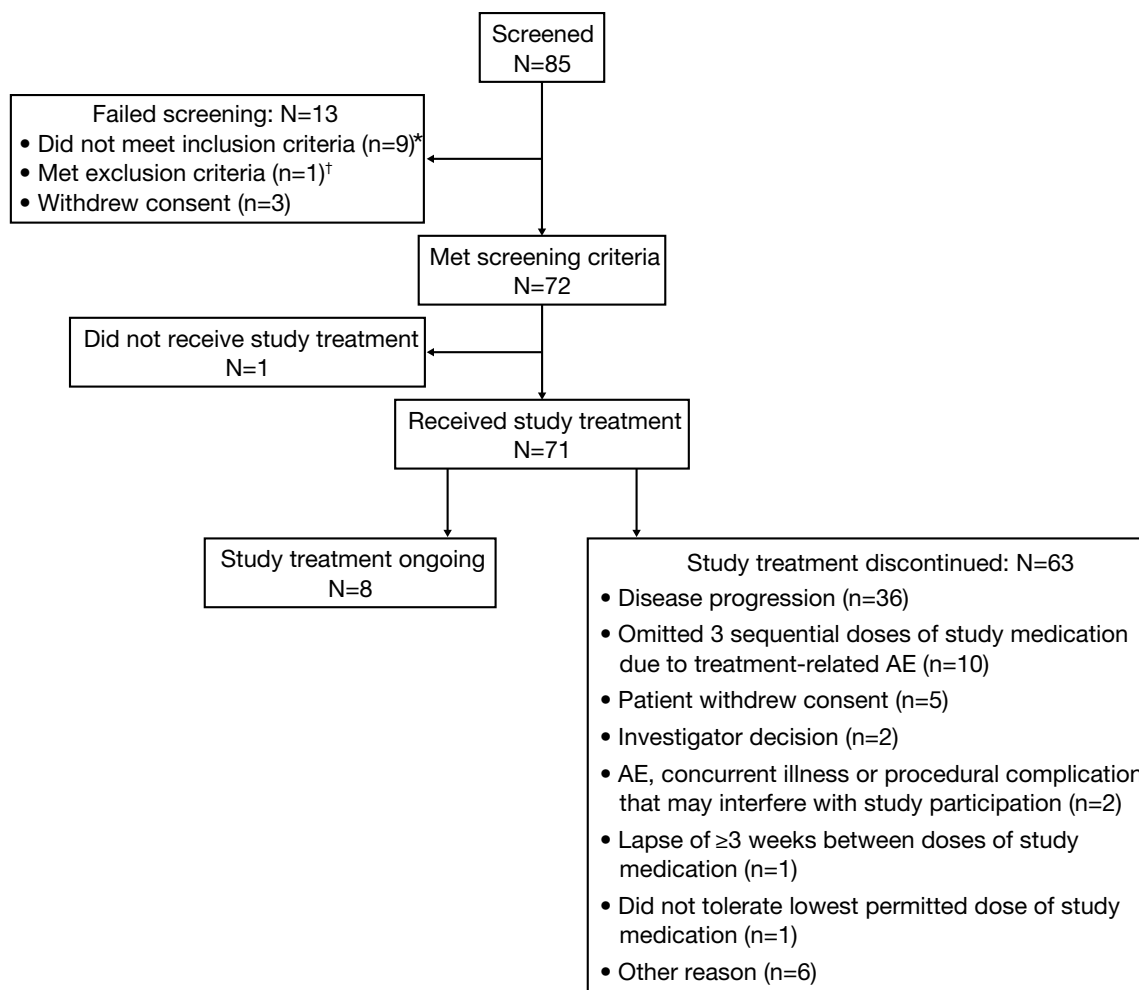 Screened
N=85
Failed screening: N=13
• Did not meet inclusion criteria (n=9)*
• Met exclusion criteria (n=1)†
• Withdrew consent (n=3)
Met screening criteria
N=72
Did not receive study treatment
N=1
Received study treatment
N=71
Study treatment ongoing
N=8
Study treatment discontinued: N=63
• Disease progression (n=36)
• Omitted 3 sequential doses of study medication
due to treatment-related AE (n=10)
• Patient withdrew consent (n=5)
• Investigator decision (n=2)
• AE, concurrent illness or procedural complication
that may interfere with study participation (n=2)
• Lapse of ≥3 weeks between doses of study
medication (n=1)
• Did not tolerate lowest permitted dose of study
medication (n=1)
• Other reason (n=6)